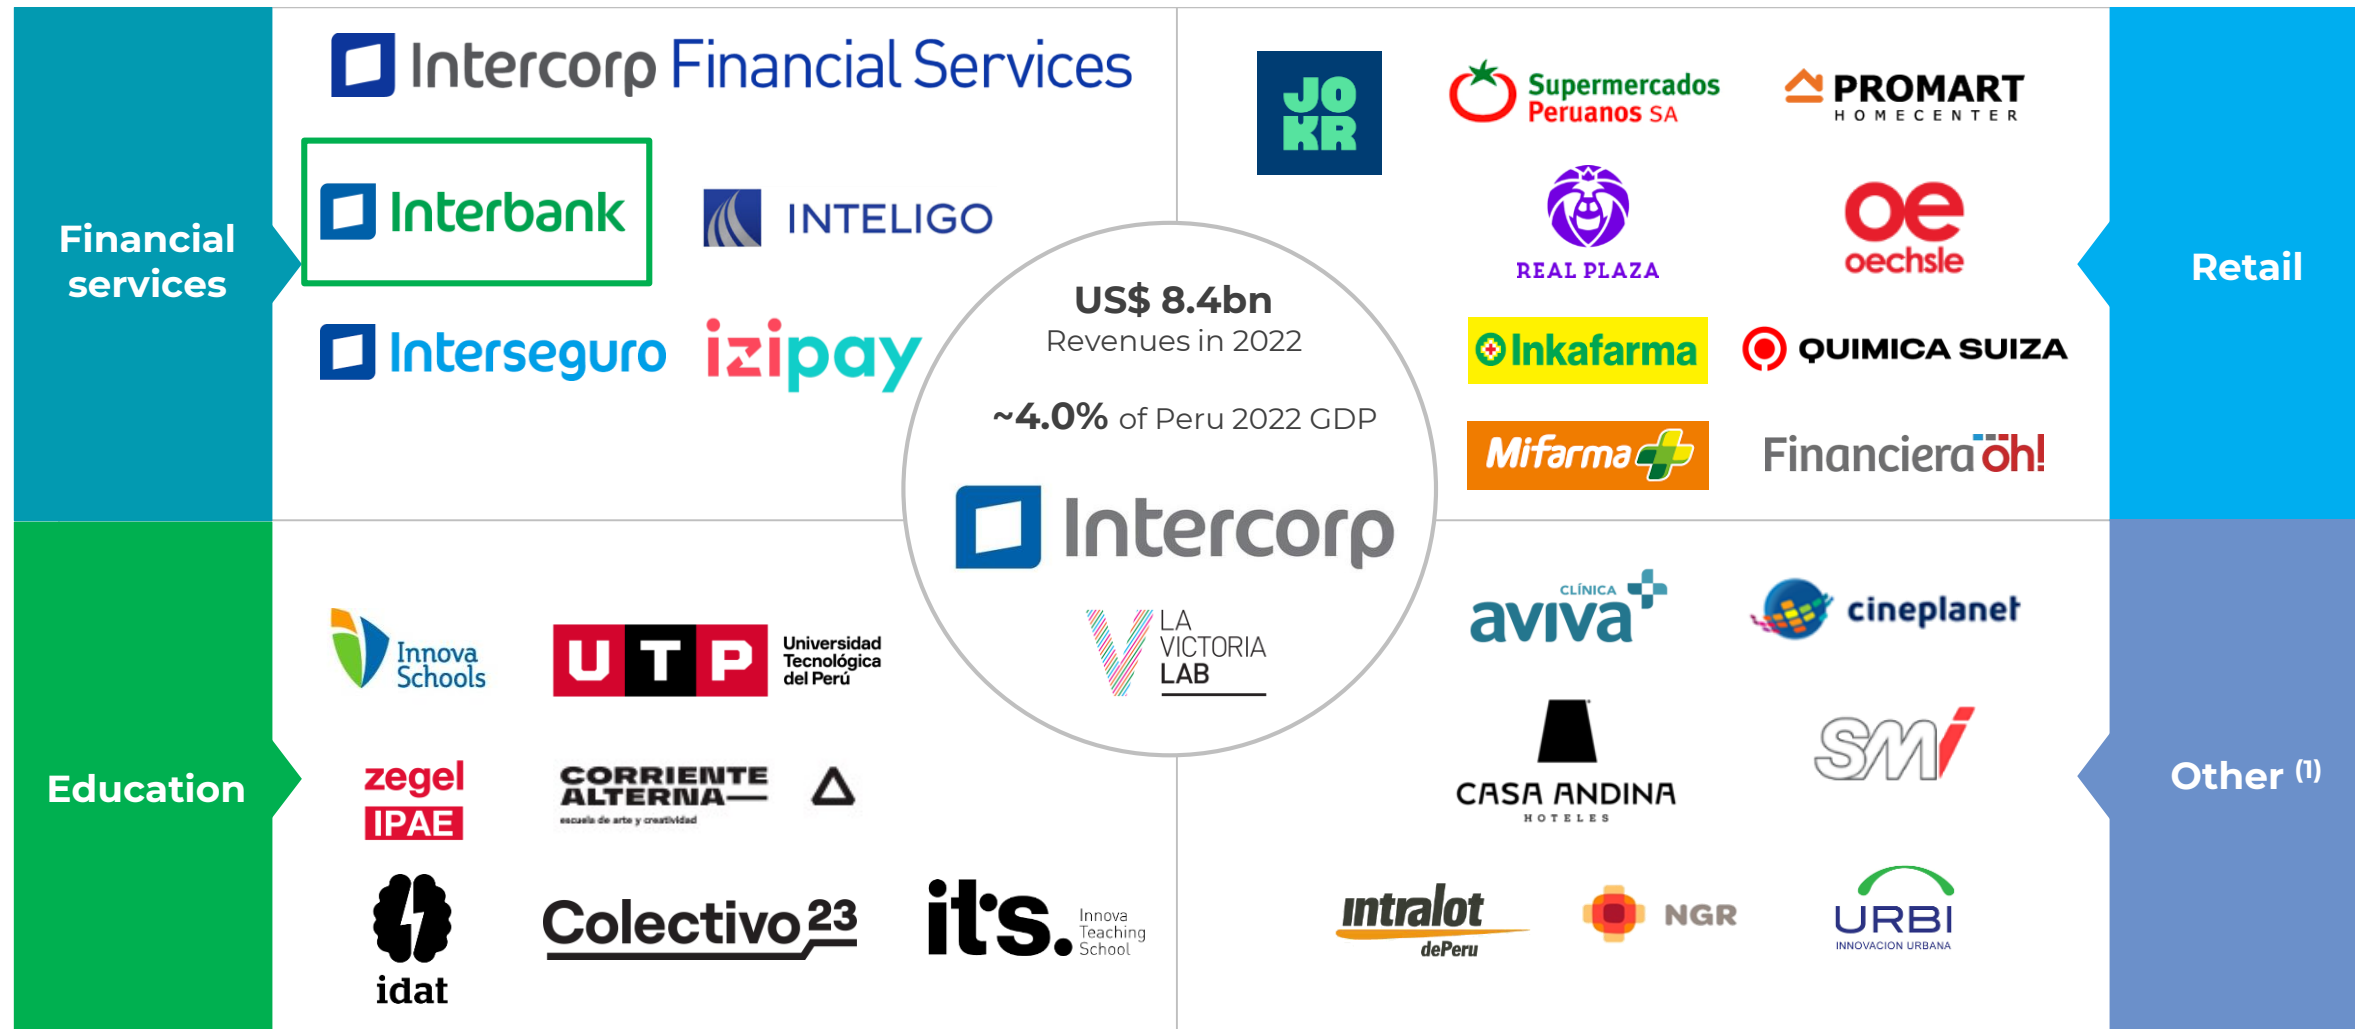 Financial
services
Intercorp Financial Services
Interbank
INTELIGO
Interseguro
izipay
JO
KR
Supermercados
Peruanos SA
PROMART
HOMECENTER
REAL PLAZA
oe
oechsle
Inkafarma
QUIMICA SUIZA
Mifarma
Financiera oh!
Retail
US$ 8.4bn
Revenues in 2022
~4.0% of Peru 2022 GDP
Intercorp
LA
VICTORIA
LAB
Education
Innova
Schools
UTP
Universidad
Tecnológica
del Perú
zegel
IPAE
CORRIENTE
ALTERNA
escuela de arte y creatividad
idat
Colectivo 23
it's.
Innova
Teaching
School
CLÍNICA
aviva
cineplanet
CASA ANDINA
HOTELES
SMi
intralot
dePeru
NGR
URBI
INNOVACION URBANA
Other (1)